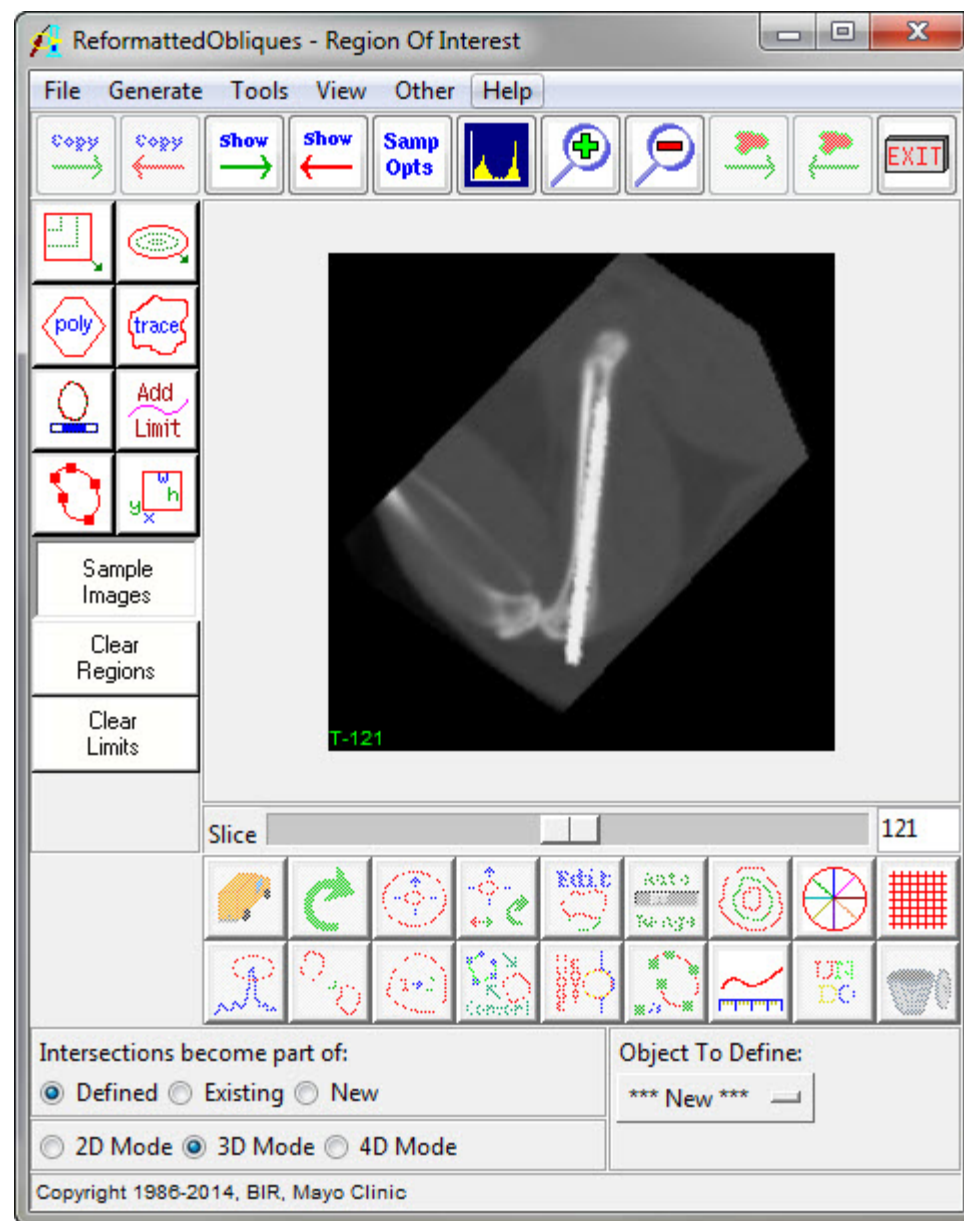 ReformattedObliques - Region Of Interest
File Generate Tools View Other Help
Copy Copy Show Show Samp Opts EXIT
poly trace
Add Limit
y x w h
Sample Images
Clear Regions
Clear Limits
T-121
Slice 121
Edit
1 2
UN DO
Intersections become part of:
Defined Existing New
Object To Define:
*** New ***
2D Mode 3D Mode 4D Mode
Copyright 1986-2014, BIR, Mayo Clinic